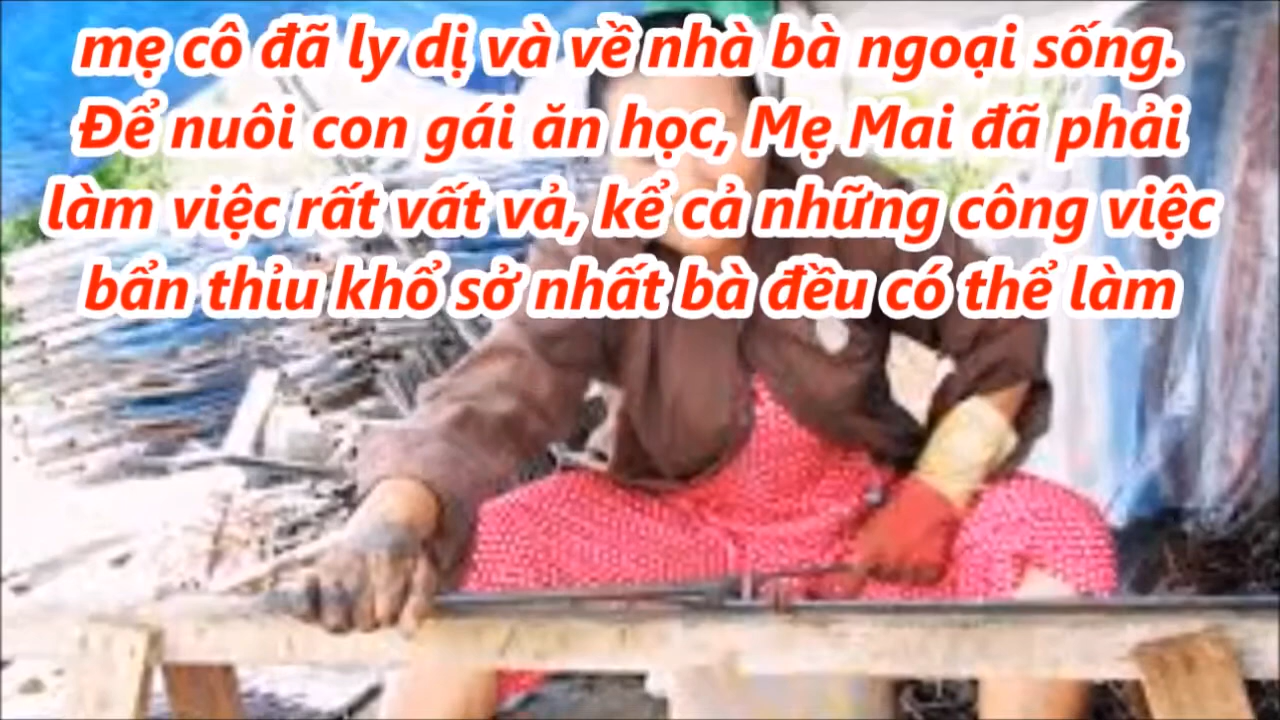 mẹ cô đã ly dị và về nhà bà ngoại sống.
Để nuôi con gái ăn học, Mẹ Mai đã phải
làm việc rất vất vả, kể cả những công việc
bẩn thỉu khổ sở nhất bà đều có thể làm